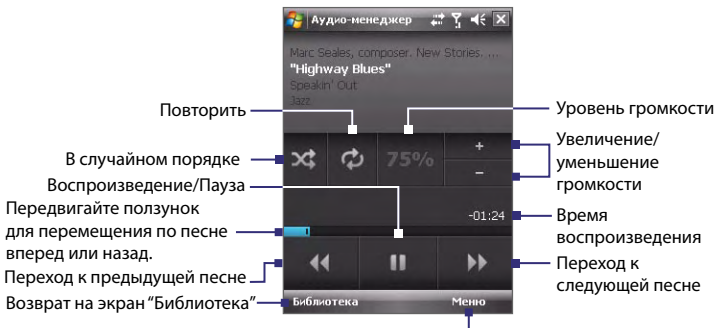 Аудио-менеджер
Marc Seales, composer. New Stories. ...
"Highway Blues"
Speakin' Out
Jazz
Повторить
Уровень громкости
75%
+
−
В случайном порядке
Увеличение/
уменьшение
громкости
Воспроизведение/Пауза
Передвигайте ползунок
для перемещения по песне
вперед или назад.
-01:24
Время
воспроизведения
Переход к предыдущей песне
Переход к
следующей песне
Возврат на экран “Библиотека”
Библиотека
Меню